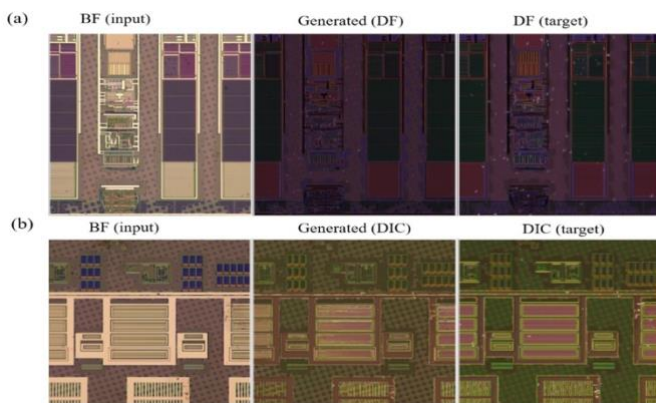 (a)
BF (input) Generated (DF) DF (target)
(b)
BF (input) Generated (DIC) DIC (target)